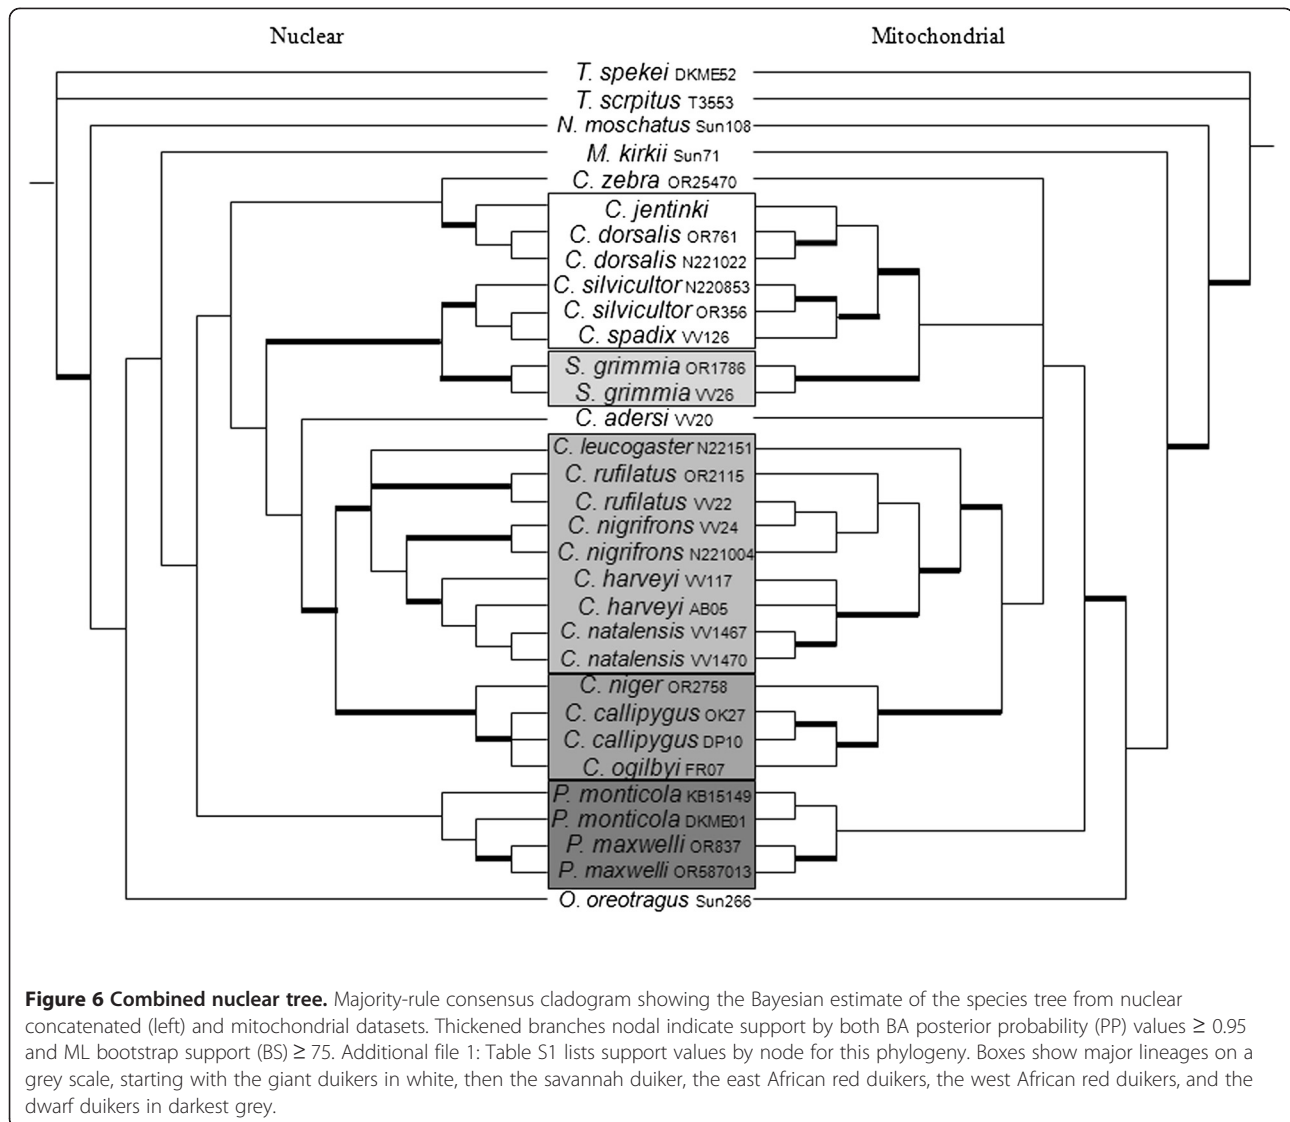 Nuclear
Mitochondrial
T. spekei DKME52
T. scrpitus T3553
N. moschatus Sun108
M. kirkii Sun71
C. zebra OR25470
C. jentinki
C. dorsalis OR761
C. dorsalis N221022
C. silvicultor N220853
C. silvicultor OR356
C. spadix VV126
S. grimmia OR1786
S. grimmia VV26
C. adersi VV20
C. leucogaster N22151
C. rufilatus OR2115
C. rufilatus VV22
C. nigrifrons VV24
C. nigrifrons N221004
C. harveyi VV117
C. harveyi AB05
C. natalensis VV1467
C. natalensis VV1470
C. niger OR2758
C. callipygus OK27
C. callipygus DP10
C. ogilbyi FR07
P. monticola KB15149
P. monticola DKME01
P. maxwelli OR837
P. maxwelli OR587013
O. oreotragus Sun266
Figure 6 Combined nuclear tree. Majority-rule consensus cladogram showing the Bayesian estimate of the species tree from nuclear
concatenated (left) and mitochondrial datasets. Thickened branches nodal indicate support by both BA posterior probability (PP) values ≥ 0.95
and ML bootstrap support (BS) ≥ 75. Additional file 1: Table S1 lists support values by node for this phylogeny. Boxes show major lineages on a
grey scale, starting with the giant duikers in white, then the savannah duiker, the east African red duikers, the west African red duikers, and the
dwarf duikers in darkest grey.